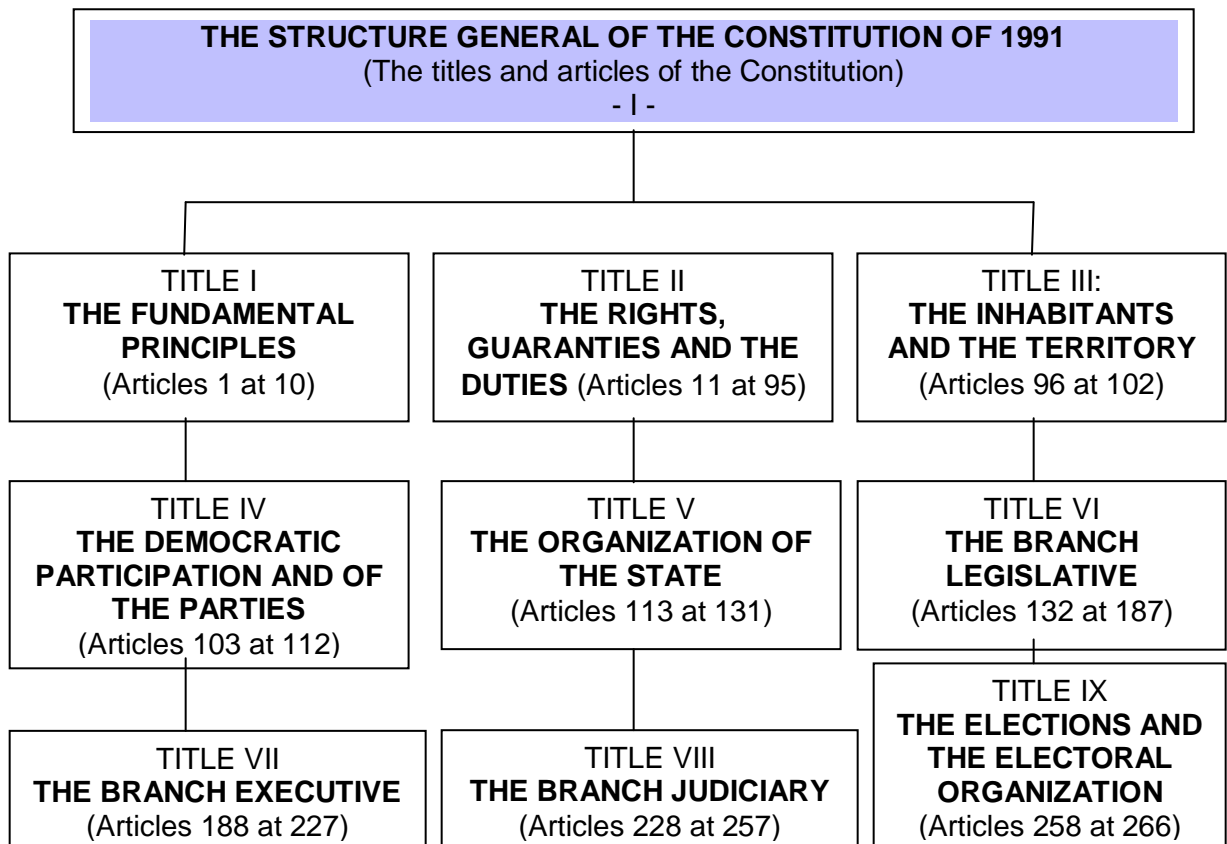 THE STRUCTURE GENERAL OF THE CONSTITUTION OF 1991
(The titles and articles of the Constitution)
- I -
TITLE I
THE FUNDAMENTAL
PRINCIPLES
(Articles 1 at 10)
TITLE II
THE RIGHTS,
GUARANTIES AND THE
DUTIES (Articles 11 at 95)
TITLE III:
THE INHABITANTS
AND THE TERRITORY
(Articles 96 at 102)
TITLE IV
THE DEMOCRATIC
PARTICIPATION AND OF
THE PARTIES
(Articles 103 at 112)
TITLE V
THE ORGANIZATION OF
THE STATE
(Articles 113 at 131)
TITLE VI
THE BRANCH
LEGISLATIVE
(Articles 132 at 187)
TITLE VII
THE BRANCH EXECUTIVE
(Articles 188 at 227)
TITLE VIII
THE BRANCH JUDICIARY
(Articles 228 at 257)
TITLE IX
THE ELECTIONS AND
THE ELECTORAL
ORGANIZATION
(Articles 258 at 266)